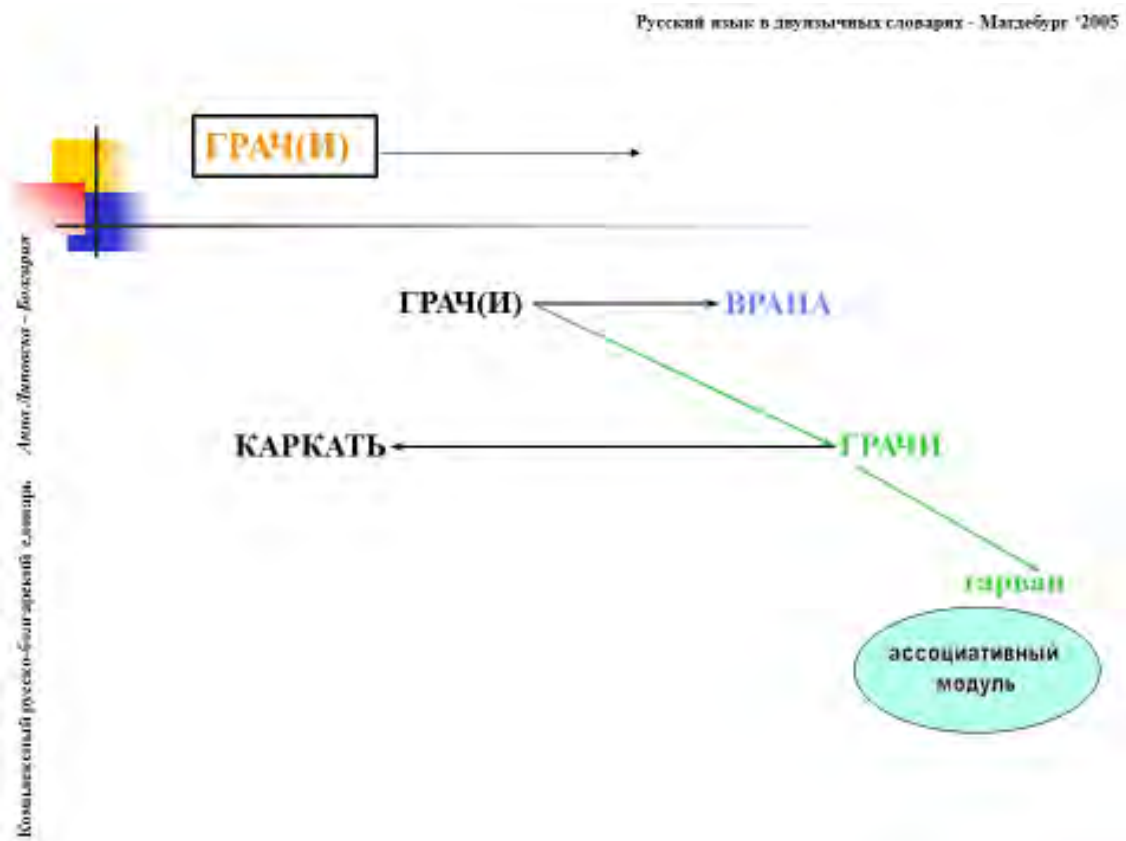 Русский язык в двуязычных словарях - Магдебург '2005
ГРАЧ(И)
ГРАЧ(И)
ВРАНА
КАРКАТЬ
ГРАЧИ
гарван
ассоциативный
модуль
Комплексный русско-болгарский словарь Анна Липовска - Болгария